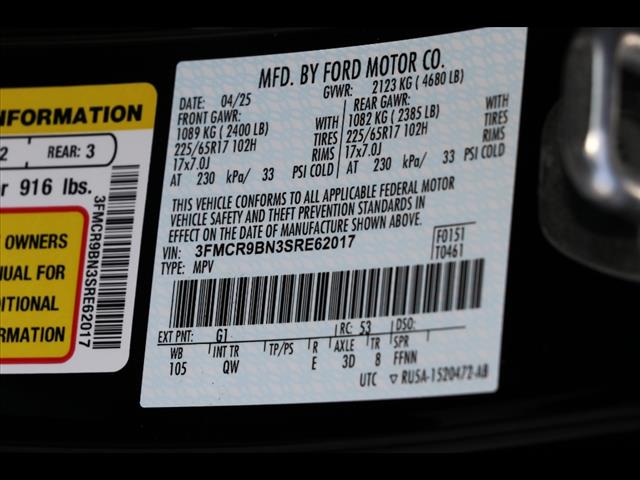 INFORMATION
2
REAR: 3
916 lbs.
OWNERS
FOR
3FMCR9BN3SRE62017
MFD. BY FORD MOTOR CO.
DATE: 04/25
GVWR: 2123 KG ( 4680 LB)
FRONT GAWR:
REAR GAWR:
1089 KG ( 2400 LB) WITH
1082 KG ( 2385 LB) WITH
225/65R17 102H TIRES
225/65R17 102H TIRES
17x7.0J RIMS
17x7.0J RIMS
AT 230 kPa/ 33 PSI COLD
AT 230 kPa/ 33 PSI COLD
THIS VEHICLE CONFORMS TO ALL APPLICABLE FEDERAL MOTOR
VEHICLE SAFETY AND THEFT PREVENTION STANDARDS IN
EFFECT ON THE DATE OF MANUFACTURE SHOWN ABOVE.
VIN: 3FMCR9BN3SRE62017
TYPE: MPV
F0151
T0461
EXT PNT: G1 RC: 53 DSO:
WB INT TR TP/PS R AXLE TR SPR
105 QW E 3D 8 FFNN
UTC ▽ RU5A-1520472-AB